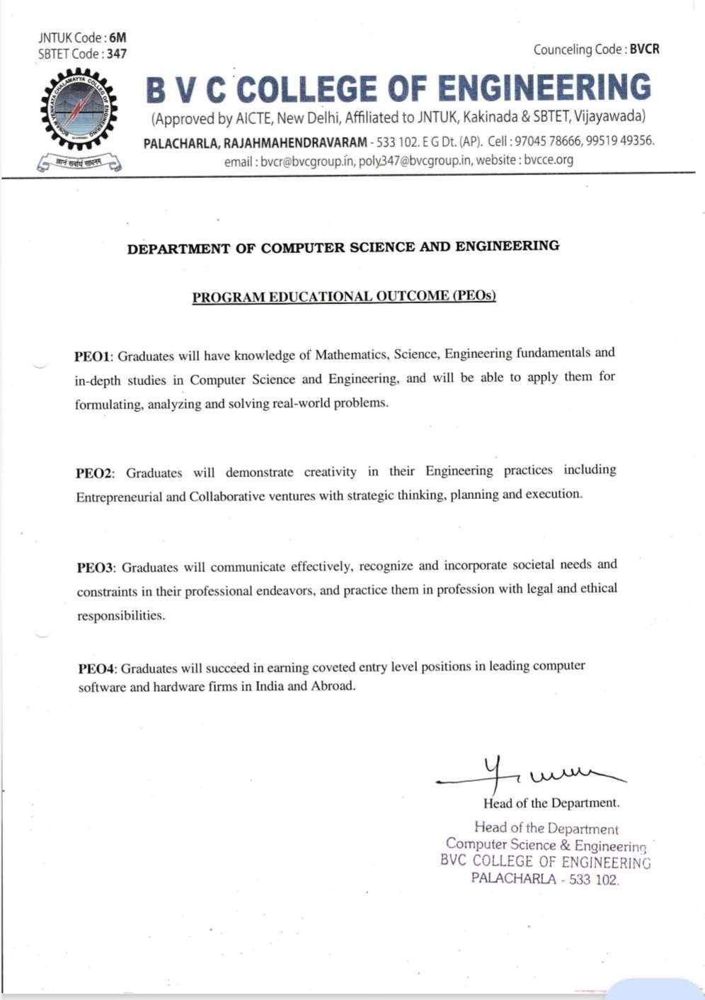 JNTUK Code : 6M
SBTET Code : 347
Counceling Code : BVCR
BONAM VENKATA CHALAMAYYA COLLEG OF ENGINEERING
ज्ञानं सर्वार्थ साधनम्
B V C COLLEGE OF ENGINEERING
(Approved by AICTE, New Delhi, Affiliated to JNTUK, Kakinada & SBTET, Vijayawada)
PALACHARLA, RAJAHMAHENDRAVARAM - 533 102. E G Dt. (AP). Cell : 97045 78666, 99519 49356.
email : bvcr@bvcgroup.in, poly347@bvcgroup.in, website : bvcce.org
DEPARTMENT OF COMPUTER SCIENCE AND ENGINEERING
PROGRAM EDUCATIONAL OUTCOME (PEOs)
PEO1: Graduates will have knowledge of Mathematics, Science, Engineering fundamentals and
in-depth studies in Computer Science and Engineering, and will be able to apply them for
formulating, analyzing and solving real-world problems.
PEO2: Graduates will demonstrate creativity in their Engineering practices including
Entrepreneurial and Collaborative ventures with strategic thinking, planning and execution.
PEO3: Graduates will communicate effectively, recognize and incorporate societal needs and
constraints in their professional endeavors, and practice them in profession with legal and ethical
responsibilities.
PEO4: Graduates will succeed in earning coveted entry level positions in leading computer
software and hardware firms in India and Abroad.
Head of the Department.
Head of the Department
Computer Science & Engineering
BVC COLLEGE OF ENGINEERING
PALACHARLA - 533 102.